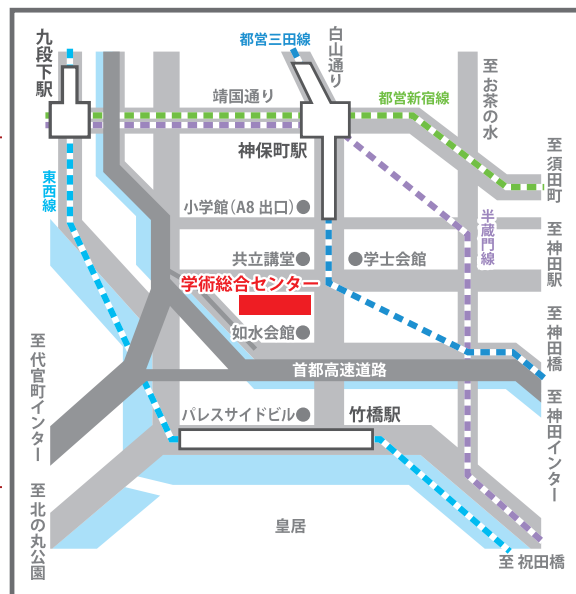 九段下駅
都営三田線
白山通り
至 お茶の水
靖国通り
都営新宿線
神保町駅
至 須田町
東西線
小学館（A8 出口）
半蔵門線
至 神田駅
共立講堂
学士会館
学術総合センター
如水会館
至 神田橋
至 代官町インター
首都高速道路
至 神田インター
パレスサイドビル
竹橋駅
至 北の丸公園
皇居
至 祝田橋